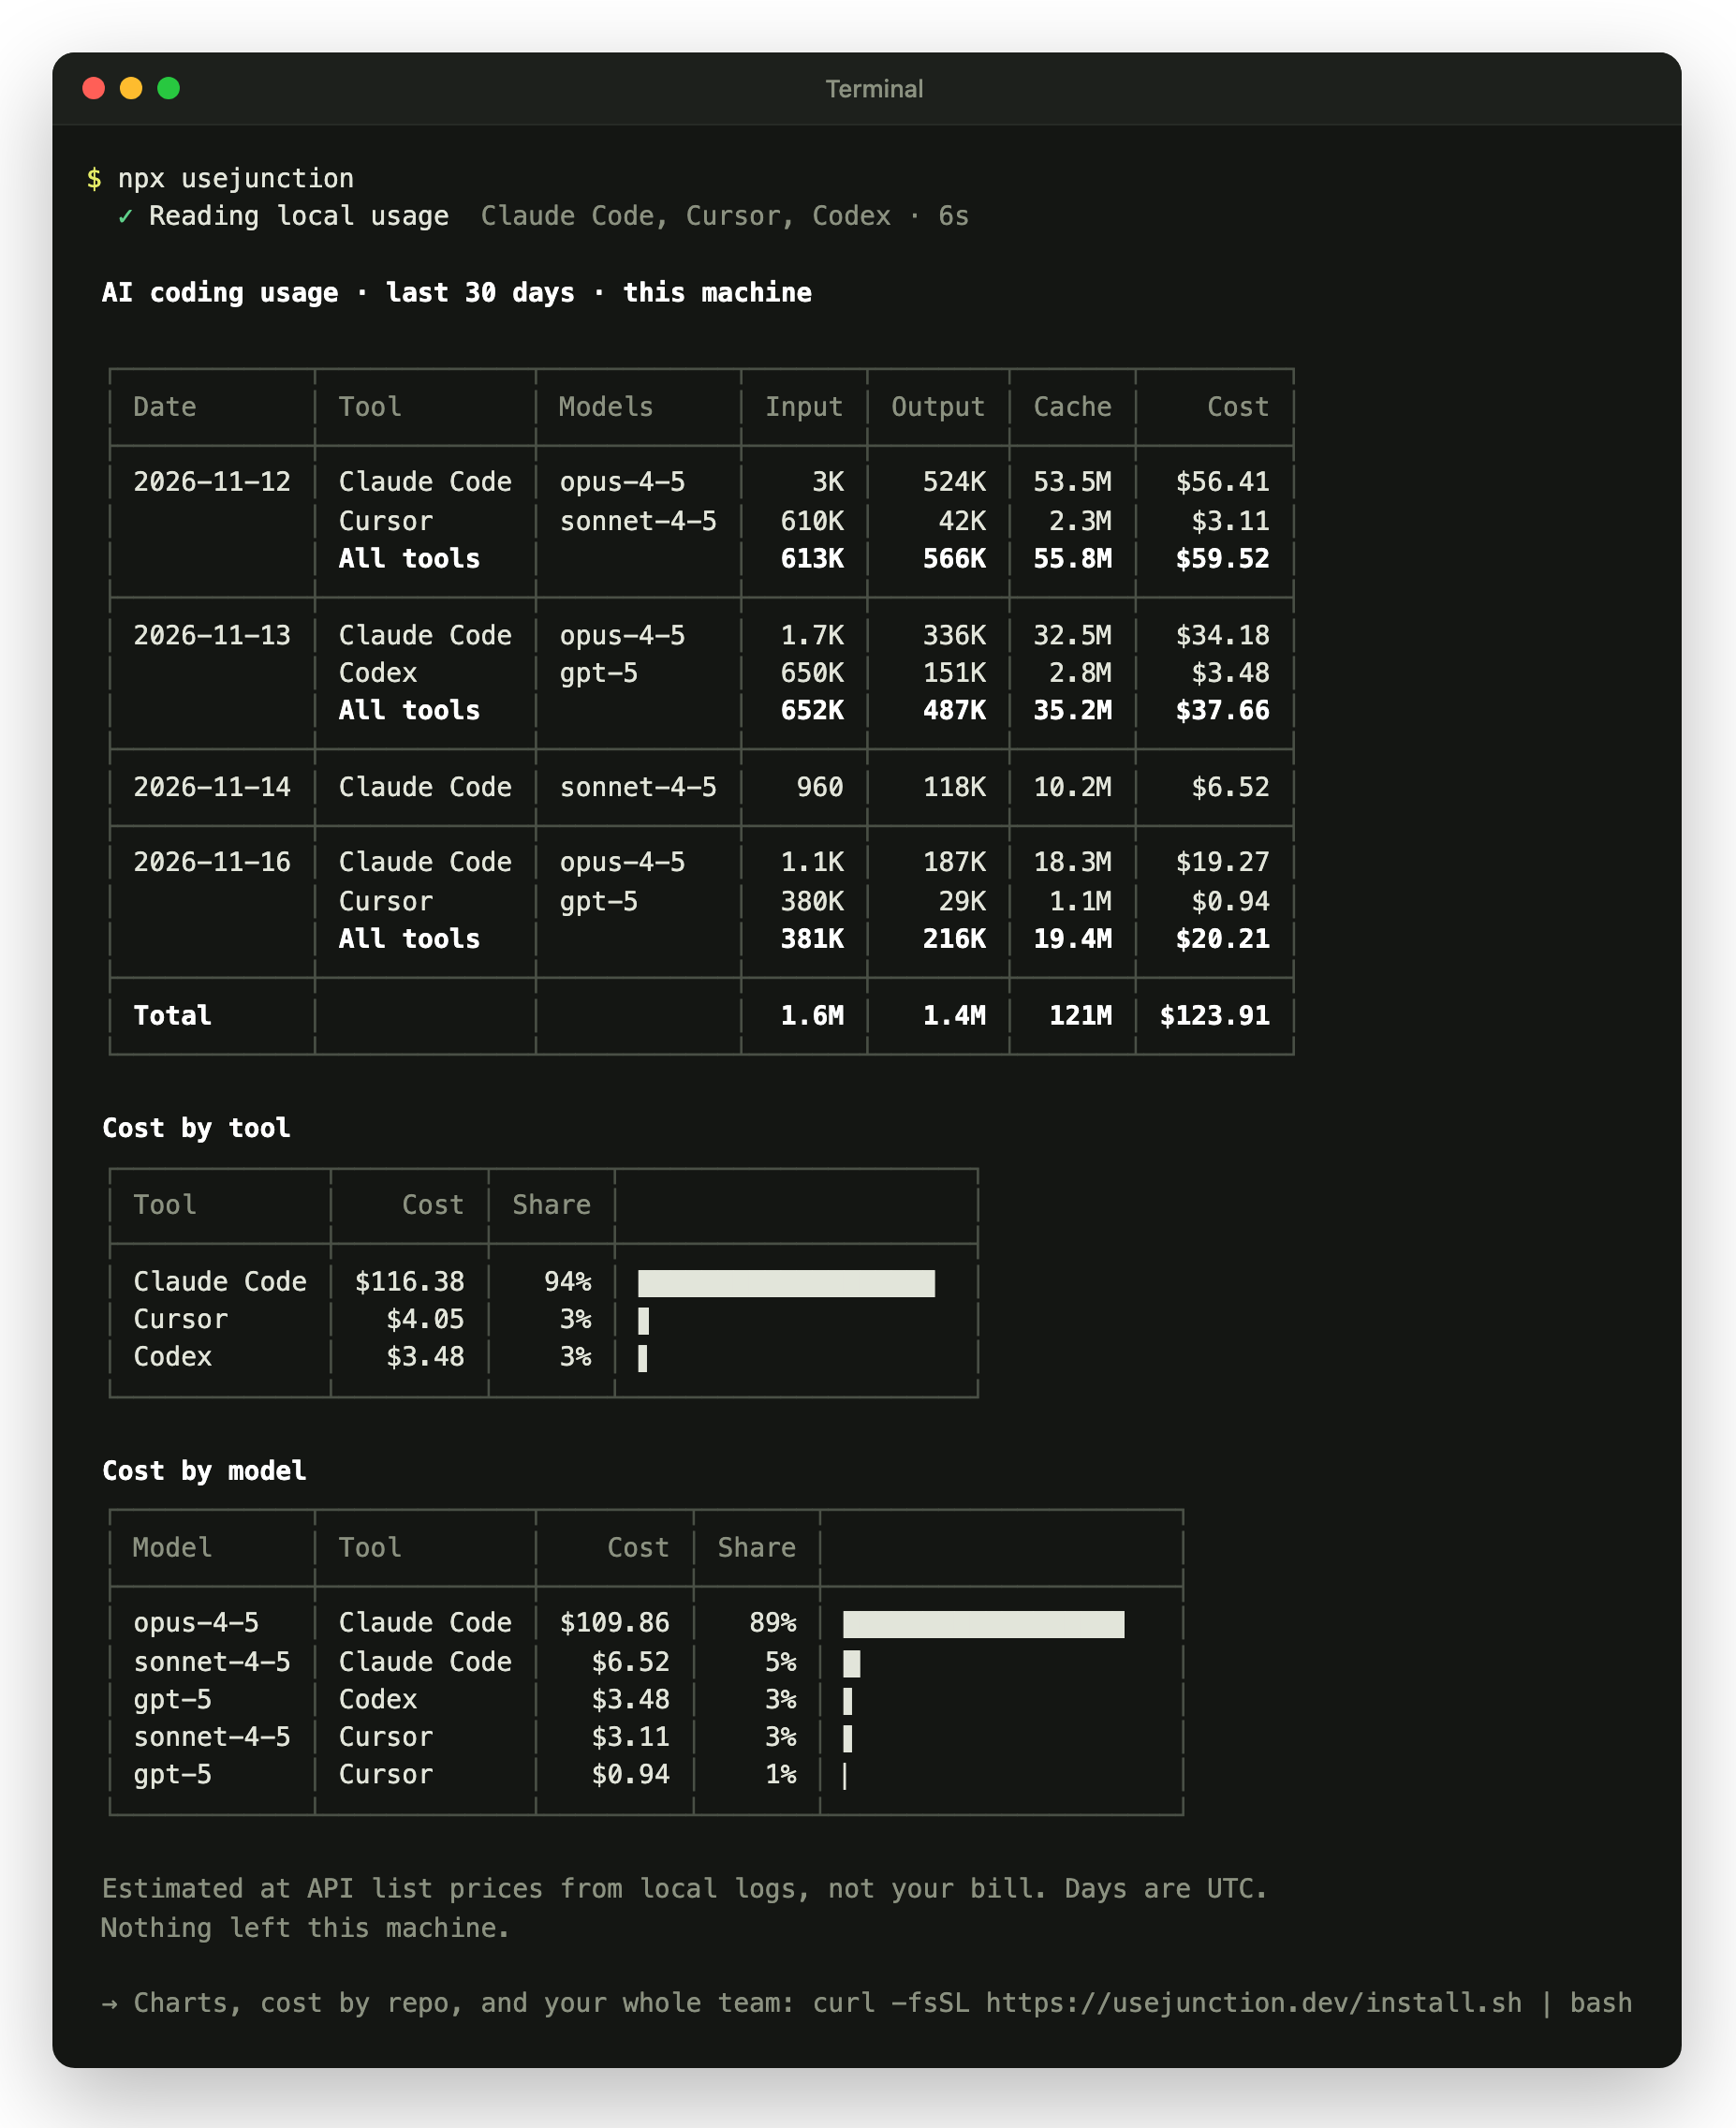 Terminal
$ npx usejunction
✓ Reading local usage  Claude Code, Cursor, Codex · 6s
AI coding usage · last 30 days · this machine
Date Tool Models Input Output Cache Cost
2026-11-12 Claude Code opus-4-5 3K 524K 53.5M $56.41
Cursor sonnet-4-5 610K 42K 2.3M $3.11
All tools 613K 566K 55.8M $59.52
2026-11-13 Claude Code opus-4-5 1.7K 336K 32.5M $34.18
Codex gpt-5 650K 151K 2.8M $3.48
All tools 652K 487K 35.2M $37.66
2026-11-14 Claude Code sonnet-4-5 960 118K 10.2M $6.52
2026-11-16 Claude Code opus-4-5 1.1K 187K 18.3M $19.27
Cursor gpt-5 380K 29K 1.1M $0.94
All tools 381K 216K 19.4M $20.21
Total 1.6M 1.4M 121M $123.91
Cost by tool
Tool Cost Share
Claude Code $116.38 94%
Cursor $4.05 3%
Codex $3.48 3%
Cost by model
Model Tool Cost Share
opus-4-5 Claude Code $109.86 89%
sonnet-4-5 Claude Code $6.52 5%
gpt-5 Codex $3.48 3%
sonnet-4-5 Cursor $3.11 3%
gpt-5 Cursor $0.94 1%
Estimated at API list prices from local logs, not your bill. Days are UTC.
Nothing left this machine.
→ Charts, cost by repo, and your whole team: curl -fsSL https://usejunction.dev/install.sh | bash